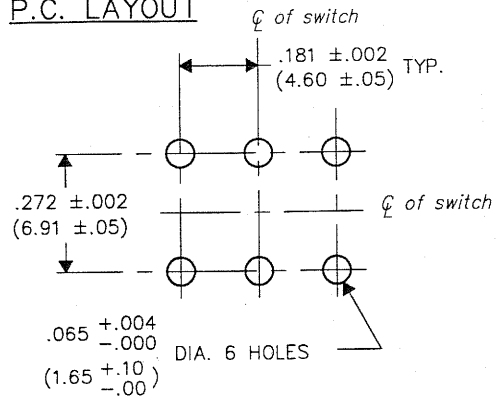 P.C. LAYOUT
℄ of switch
.181 ±.002
(4.60 ±.05) TYP.
.272 ±.002
(6.91 ±.05)
℄ of switch
.065 +.004
-.000
DIA. 6 HOLES
(1.65 +.10
-.00 )